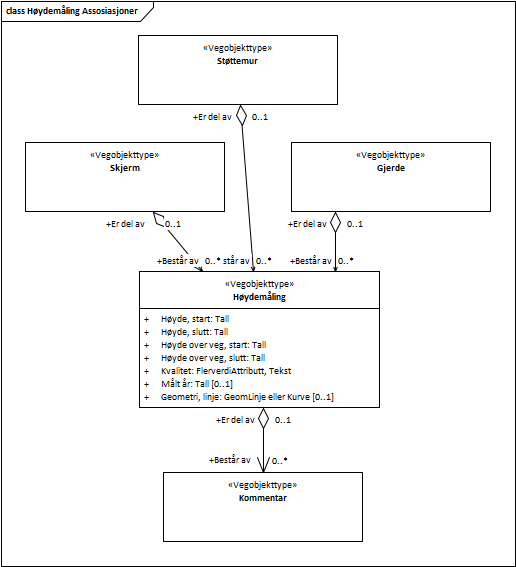 class Høydemåling Assosiasjoner
«Vegobjekttype»
Støttemur
+Er del av 0..1
«Vegobjekttype»
Skjerm
«Vegobjekttype»
Gjerde
+Er del av 0..1
+Er del av 0..1
+Består av 0..* står av 0..* +Består av 0..*
«Vegobjekttype»
Høydemåling
+ Høyde, start: Tall
+ Høyde, slutt: Tall
+ Høyde over veg, start: Tall
+ Høyde over veg, slutt: Tall
+ Kvalitet: FlerverdiAttributt, Tekst
+ Målt år: Tall [0..1]
+ Geometri, linje: GeomLinje eller Kurve [0..1]
+Er del av 0..1
+Består av 0..*
«Vegobjekttype»
Kommentar